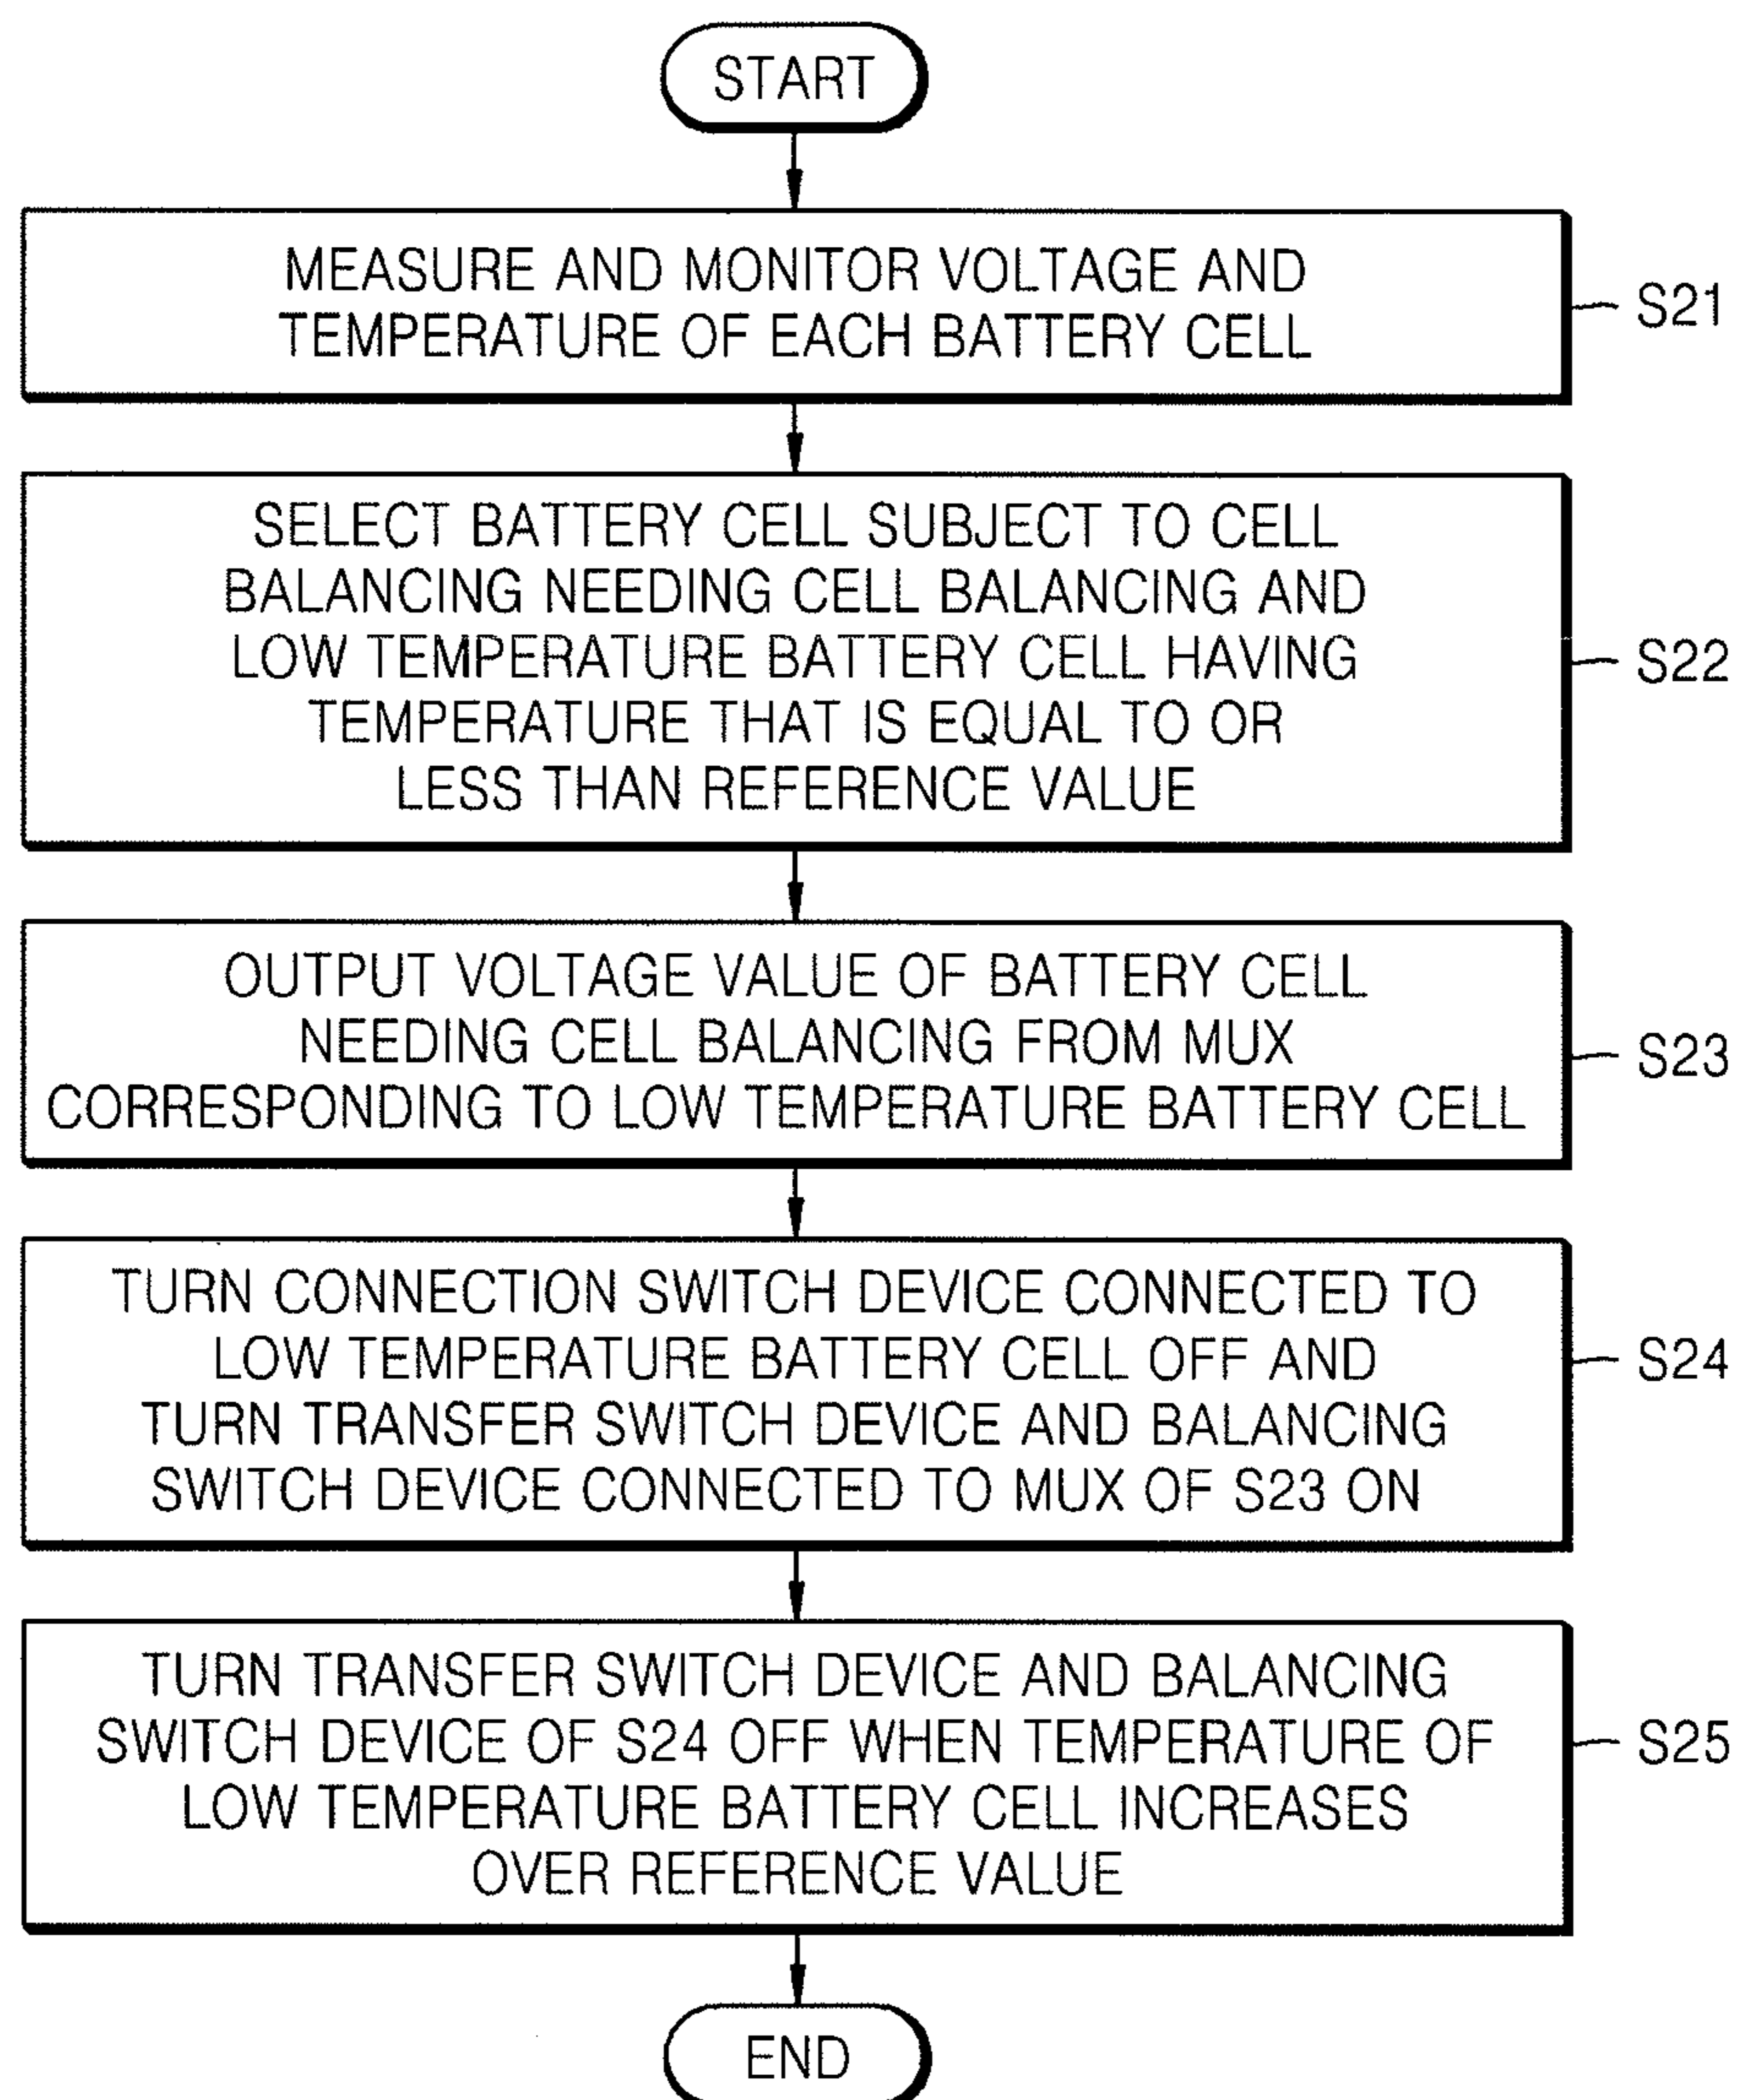 START
MEASURE AND MONITOR VOLTAGE AND
TEMPERATURE OF EACH BATTERY CELL
S21
SELECT BATTERY CELL SUBJECT TO CELL
BALANCING NEEDING CELL BALANCING AND
LOW TEMPERATURE BATTERY CELL HAVING
TEMPERATURE THAT IS EQUAL TO OR
LESS THAN REFERENCE VALUE
S22
OUTPUT VOLTAGE VALUE OF BATTERY CELL
NEEDING CELL BALANCING FROM MUX
CORRESPONDING TO LOW TEMPERATURE BATTERY CELL
S23
TURN CONNECTION SWITCH DEVICE CONNECTED TO
LOW TEMPERATURE BATTERY CELL OFF AND
TURN TRANSFER SWITCH DEVICE AND BALANCING
SWITCH DEVICE CONNECTED TO MUX OF S23 ON
S24
TURN TRANSFER SWITCH DEVICE AND BALANCING
SWITCH DEVICE OF S24 OFF WHEN TEMPERATURE OF
LOW TEMPERATURE BATTERY CELL INCREASES
OVER REFERENCE VALUE
S25
END